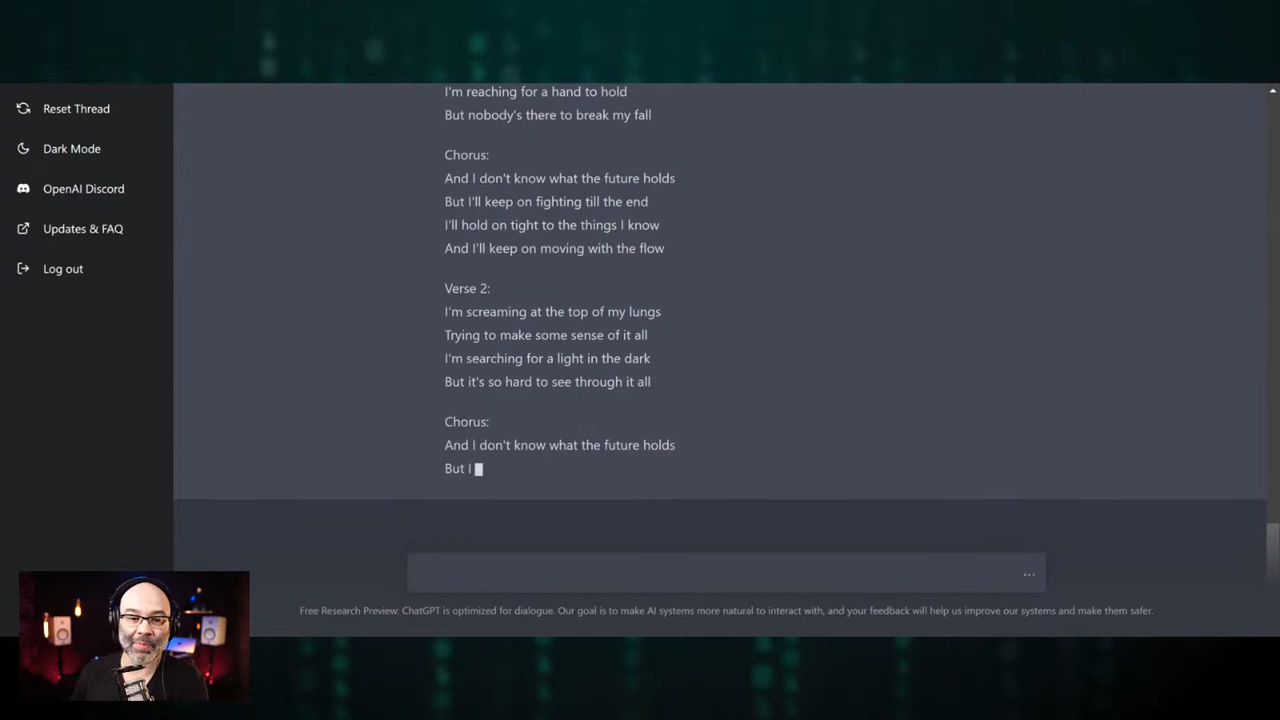 I'm reaching for a hand to hold
But nobody's there to break my fall
Chorus:
And I don't know what the future holds
But I'll keep on fighting till the end
I'll hold on tight to the things I know
And I'll keep on moving with the flow
Verse 2:
I'm screaming at the top of my lungs
Trying to make some sense of it all
I'm searching for a light in the dark
But it's so hard to see through it all
Chorus:
And I don't know what the future holds
But I
Reset Thread
Dark Mode
OpenAI Discord
Updates & FAQ
Log out
...
Free Research Preview: ChatGPT is optimized for dialogue. Our goal is to make AI systems more natural to interact with, and your feedback will help us improve our systems and make them safer.